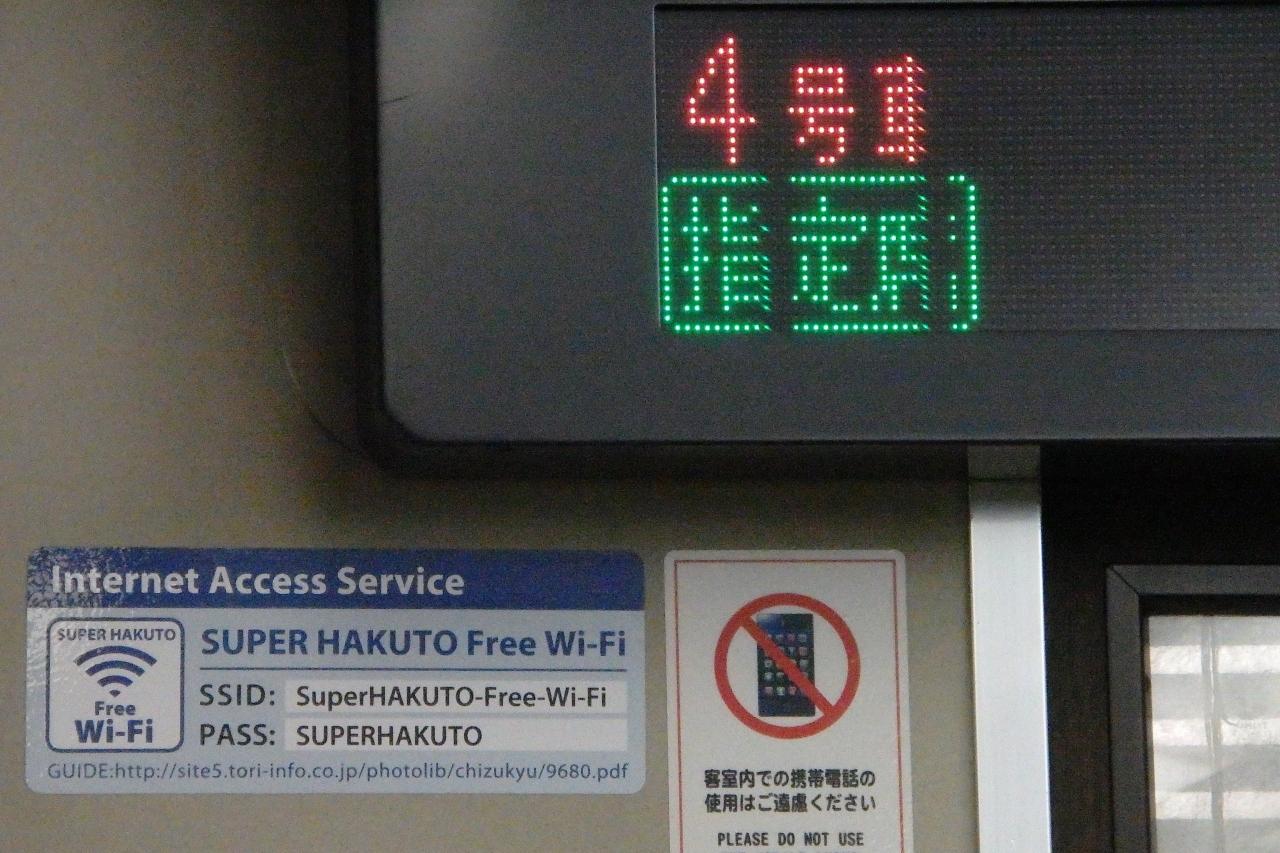 4号車
指定席
Internet Access Service
SUPER HAKUTO
Free
Wi-Fi
SUPER HAKUTO Free Wi-Fi
SSID: SuperHAKUTO-Free-Wi-Fi
PASS: SUPERHAKUTO
GUIDE:http://site5.tori-info.co.jp/photolib/chizukyu/9680.pdf
客室内での携帯電話の
使用はご遠慮ください
PLEASE DO NOT USE